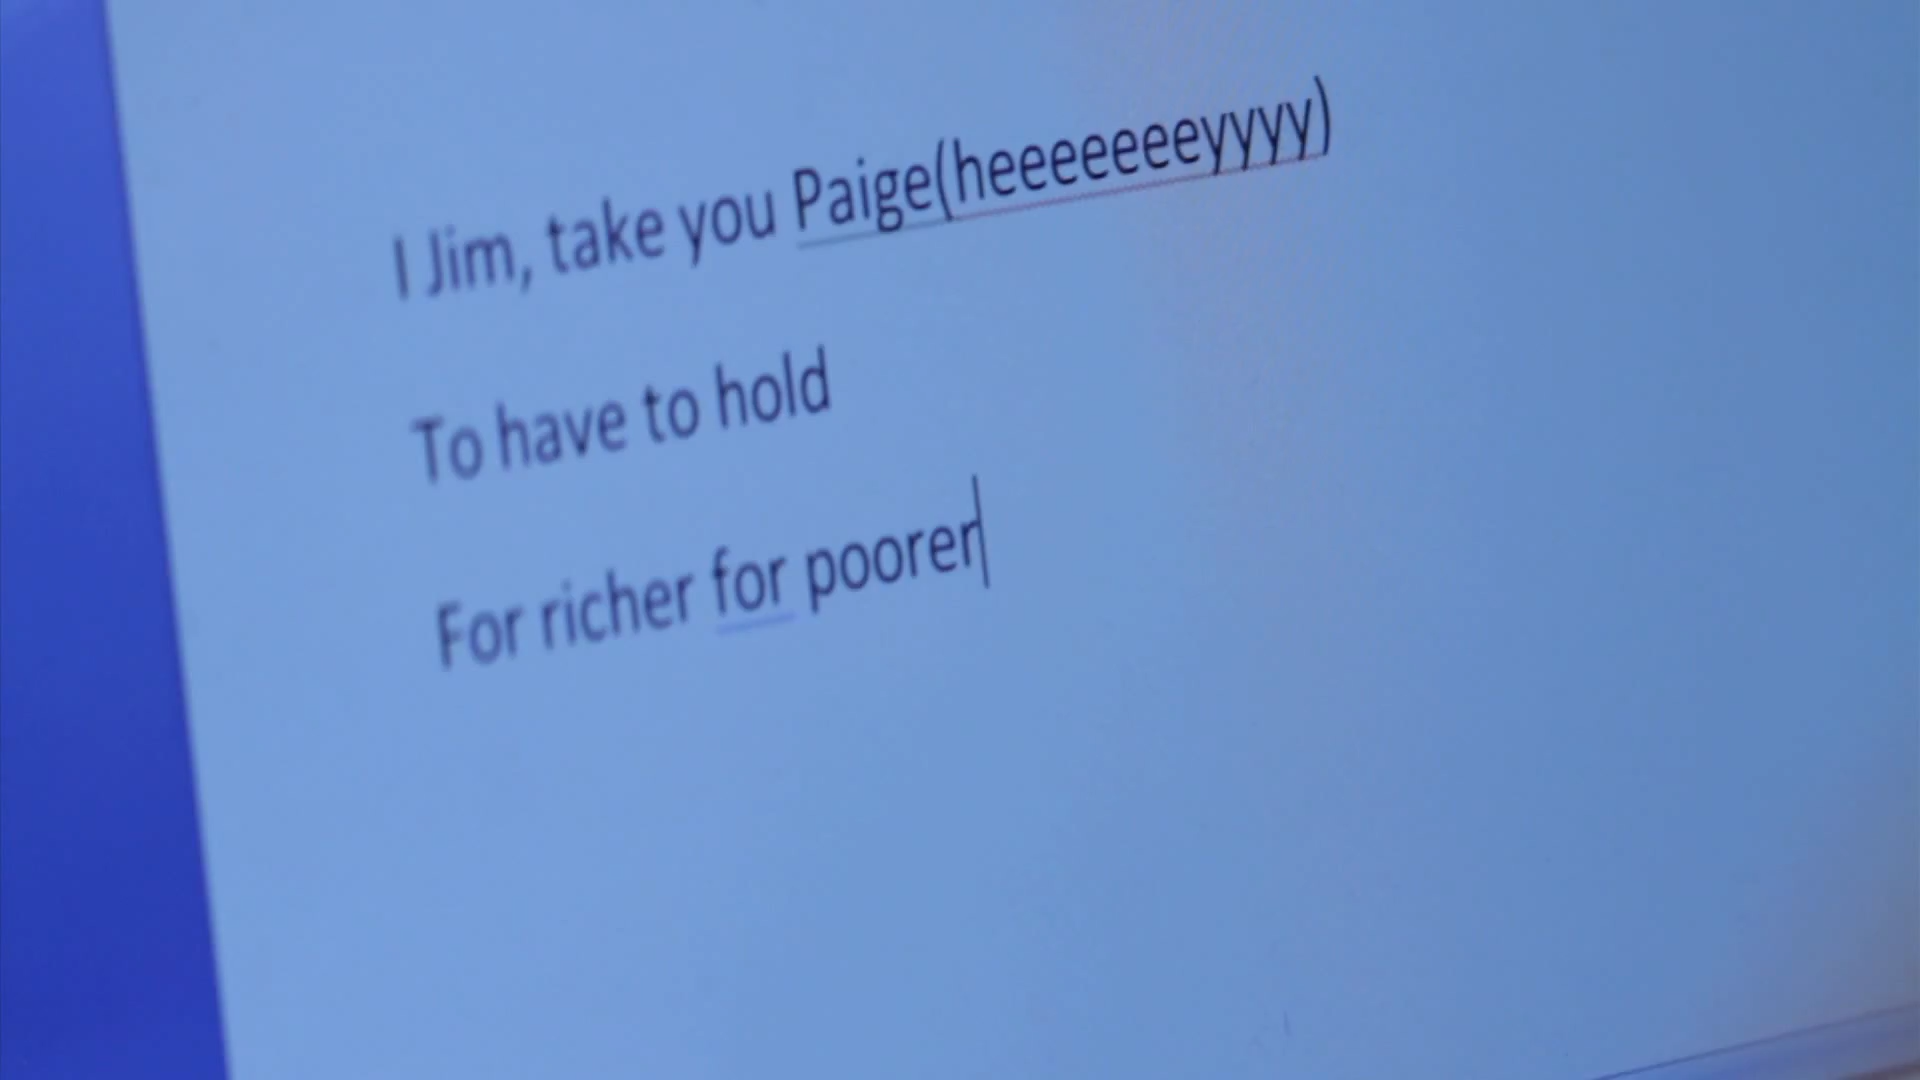 I Jim, take you Paige(heeeeeeeyyyy)
To have to hold
For richer for poorer